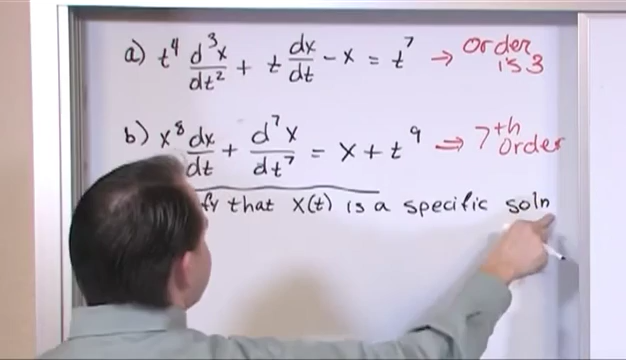 a) t⁴ d³x/dt² + t dx/dt - x = t⁷ → order is 3
b) x⁸ dx/dt + d⁷x/dt⁷ = x + t⁹ ⇒ 7th order
that x(t) is a specific soln